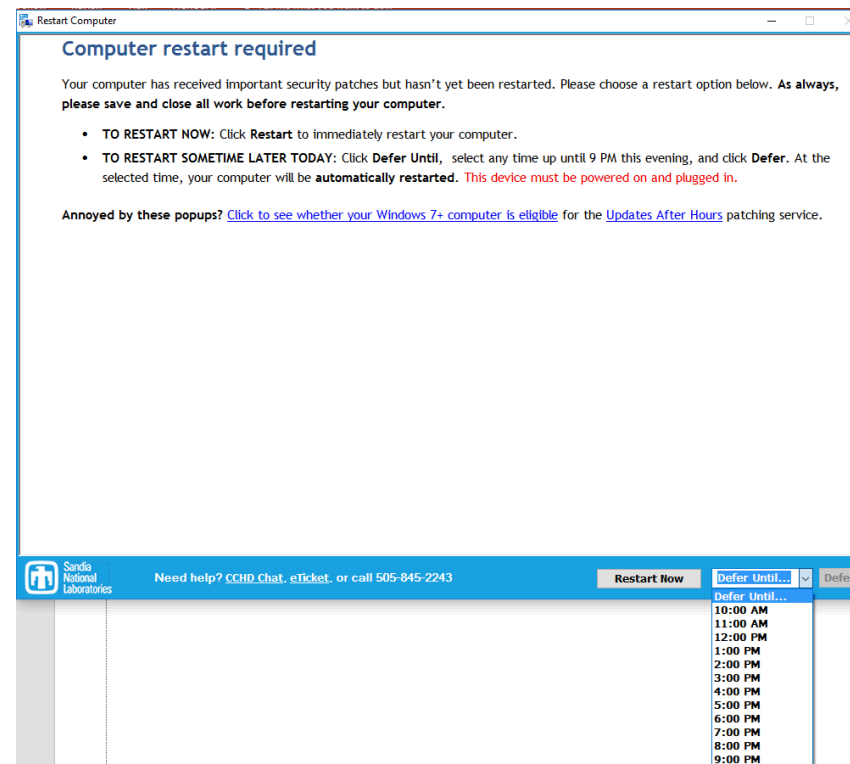 Restart Computer
Computer restart required
Your computer has received important security patches but hasn't yet been restarted. Please choose a restart option below. As always,
please save and close all work before restarting your computer.
• TO RESTART NOW: Click Restart to immediately restart your computer.
• TO RESTART SOMETIME LATER TODAY: Click Defer Until, select any time up until 9 PM this evening, and click Defer. At the
selected time, your computer will be automatically restarted. This device must be powered on and plugged in.
Annoyed by these popups? Click to see whether your Windows 7+ computer is eligible for the Updates After Hours patching service.
Sandia
National
Laboratories
Need help? CCHD Chat, eTicket, or call 505-845-2243
Restart Now
Defer Until...
Defe
Defer Until...
10:00 AM
11:00 AM
12:00 PM
1:00 PM
2:00 PM
3:00 PM
4:00 PM
5:00 PM
6:00 PM
7:00 PM
8:00 PM
9:00 PM